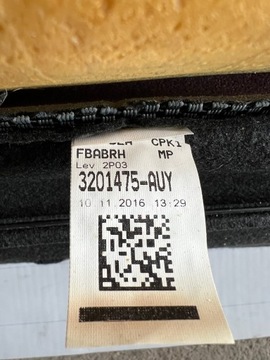 CPK1
FBABRH MP
Lev 2P03
3201475-AUY
10.11.2016 13:29